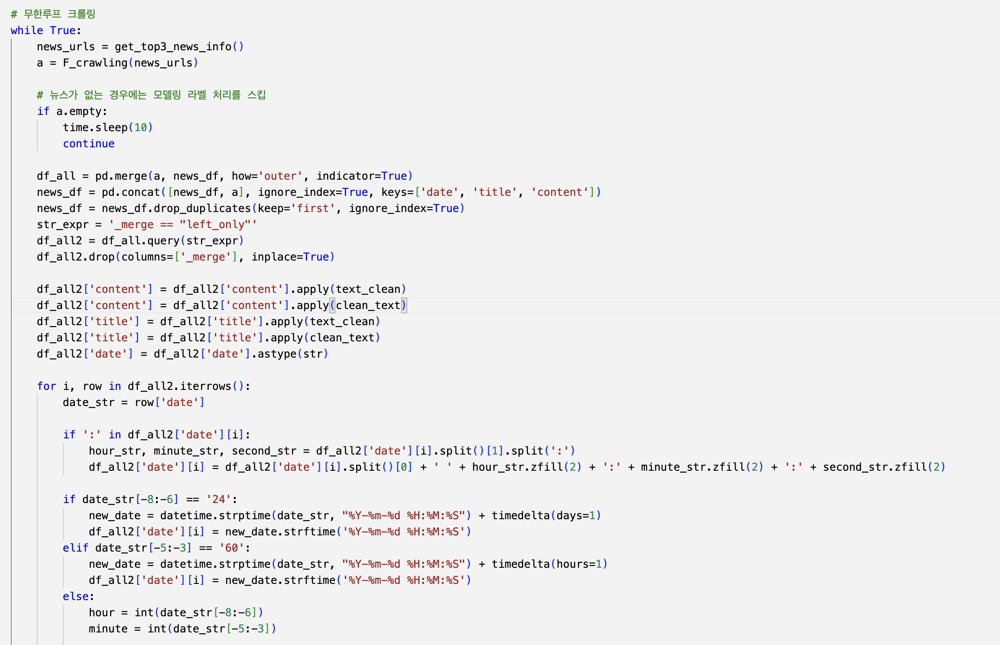 # 무한루프 크롤링
while True:
    news_urls = get_top3_news_info()
    a = F_crawling(news_urls)

    # 뉴스가 없는 경우에는 모델링 라벨 처리를 스킵
    if a.empty:
        time.sleep(10)
        continue

    df_all = pd.merge(a, news_df, how='outer', indicator=True)
    news_df = pd.concat([news_df, a], ignore_index=True, keys=['date', 'title', 'content'])
    news_df = news_df.drop_duplicates(keep='first', ignore_index=True)
    str_expr = '_merge == "left_only"'
    df_all2 = df_all.query(str_expr)
    df_all2.drop(columns=['_merge'], inplace=True)

    df_all2['content'] = df_all2['content'].apply(text_clean)
    df_all2['content'] = df_all2['content'].apply(clean_text)
    df_all2['title'] = df_all2['title'].apply(text_clean)
    df_all2['title'] = df_all2['title'].apply(clean_text)
    df_all2['date'] = df_all2['date'].astype(str)

    for i, row in df_all2.iterrows():
        date_str = row['date']

        if ':' in df_all2['date'][i]:
            hour_str, minute_str, second_str = df_all2['date'][i].split()[1].split(':')
            df_all2['date'][i] = df_all2['date'][i].split()[0] + ' ' + hour_str.zfill(2) + ':' + minute_str.zfill(2) + ':' + second_str.zfill(2)

        if date_str[-8:-6] == '24':
            new_date = datetime.strptime(date_str, "%Y-%m-%d %H:%M:%S") + timedelta(days=1)
            df_all2['date'][i] = new_date.strftime('%Y-%m-%d %H:%M:%S')
        elif date_str[-5:-3] == '60':
            new_date = datetime.strptime(date_str, "%Y-%m-%d %H:%M:%S") + timedelta(hours=1)
            df_all2['date'][i] = new_date.strftime('%Y-%m-%d %H:%M:%S')
        else:
            hour = int(date_str[-8:-6])
            minute = int(date_str[-5:-3])